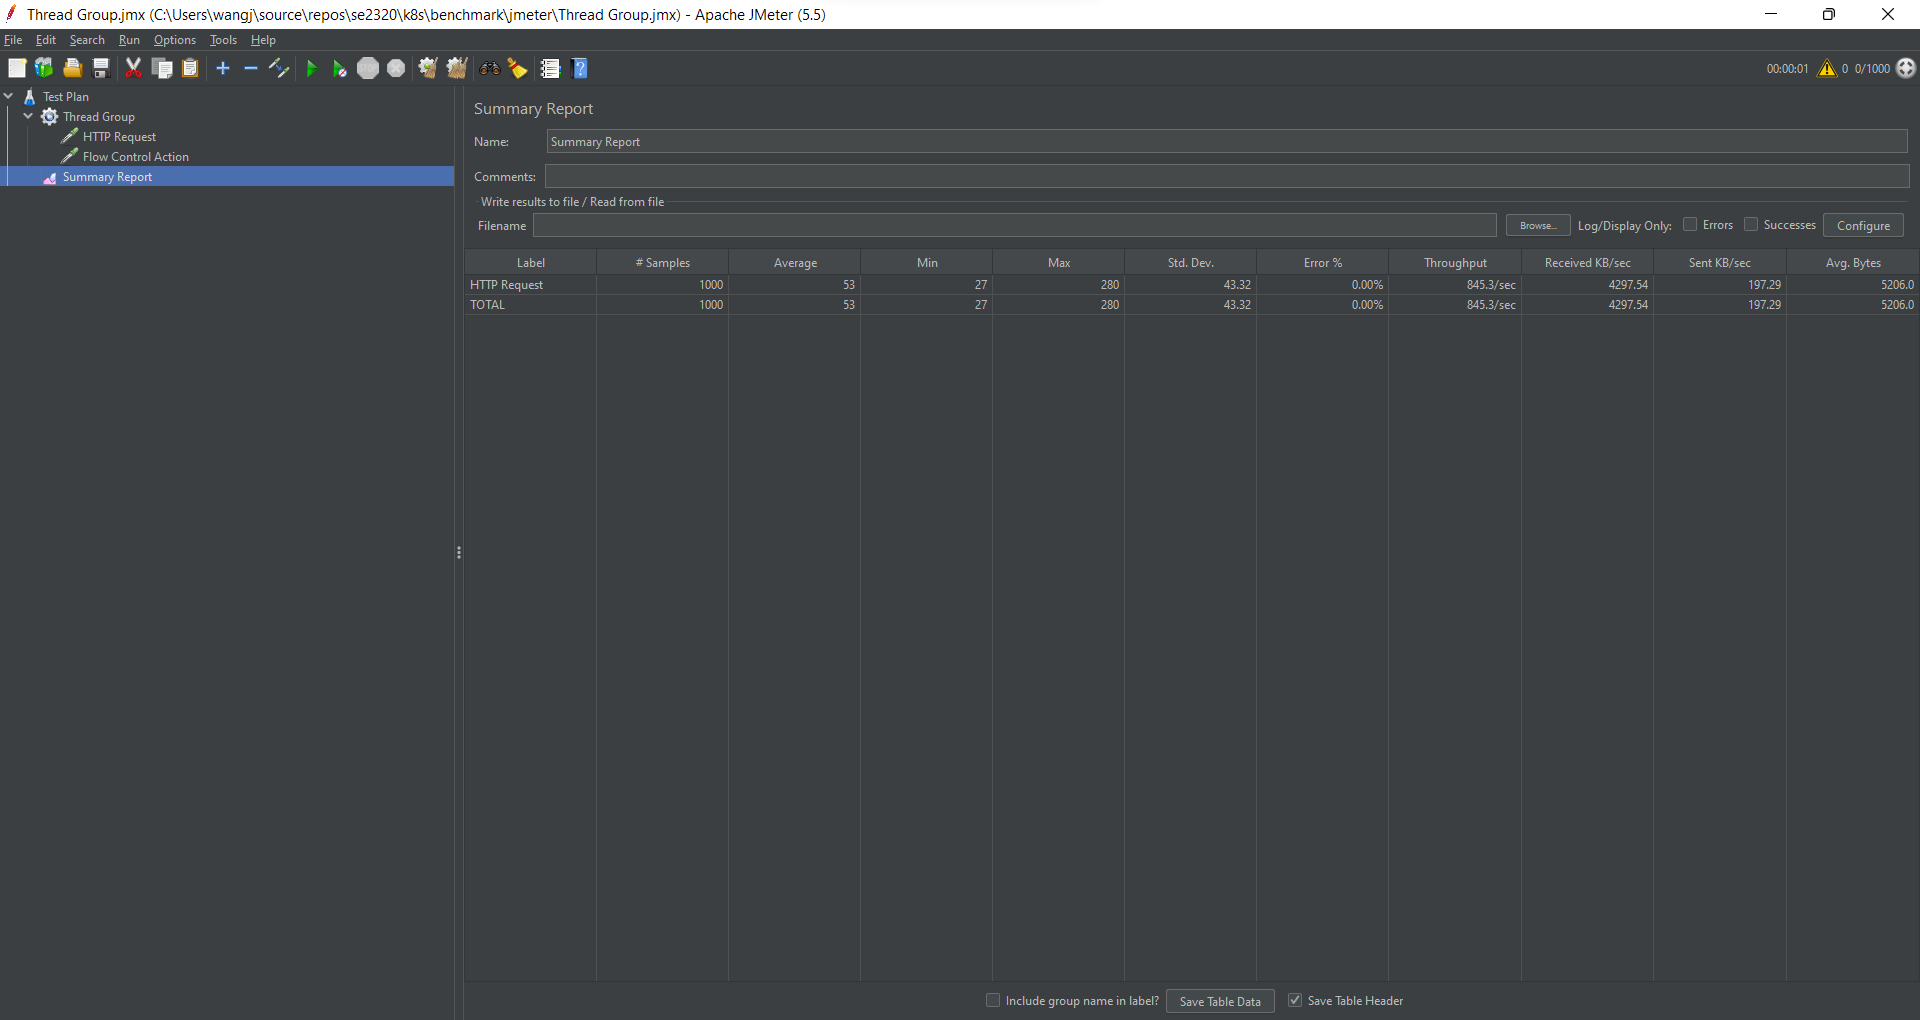 Thread Group.jmx (C:\Users\wangj\source\repos\se2320\k8s\benchmark\jmeter\Thread Group.jmx) - Apache JMeter (5.5)
File Edit Search Run Options Tools Help
00:00:01 0 0/1000
Test Plan
Thread Group
HTTP Request
Flow Control Action
Summary Report
Summary Report
Name: Summary Report
Comments:
Write results to file / Read from file
Filename Browse... Log/Display Only: Errors Successes Configure
Label # Samples Average Min Max Std. Dev. Error % Throughput Received KB/sec Sent KB/sec Avg. Bytes
HTTP Request 1000 53 27 280 43.32 0.00% 845.3/sec 4297.54 197.29 5206.0
TOTAL 1000 53 27 280 43.32 0.00% 845.3/sec 4297.54 197.29 5206.0
Include group name in label? Save Table Data Save Table Header